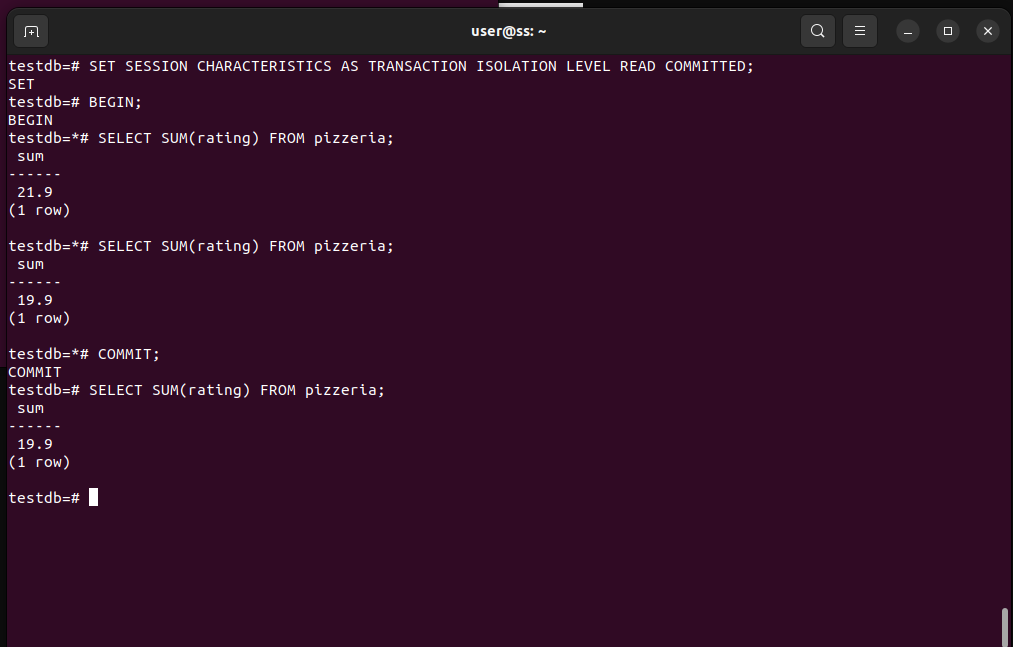 user@ss: ~
testdb=# SET SESSION CHARACTERISTICS AS TRANSACTION ISOLATION LEVEL READ COMMITTED;
SET
testdb=# BEGIN;
BEGIN
testdb=*# SELECT SUM(rating) FROM pizzeria;
 sum
------
 21.9
(1 row)

testdb=*# SELECT SUM(rating) FROM pizzeria;
 sum
------
 19.9
(1 row)

testdb=*# COMMIT;
COMMIT
testdb=# SELECT SUM(rating) FROM pizzeria;
 sum
------
 19.9
(1 row)

testdb=#